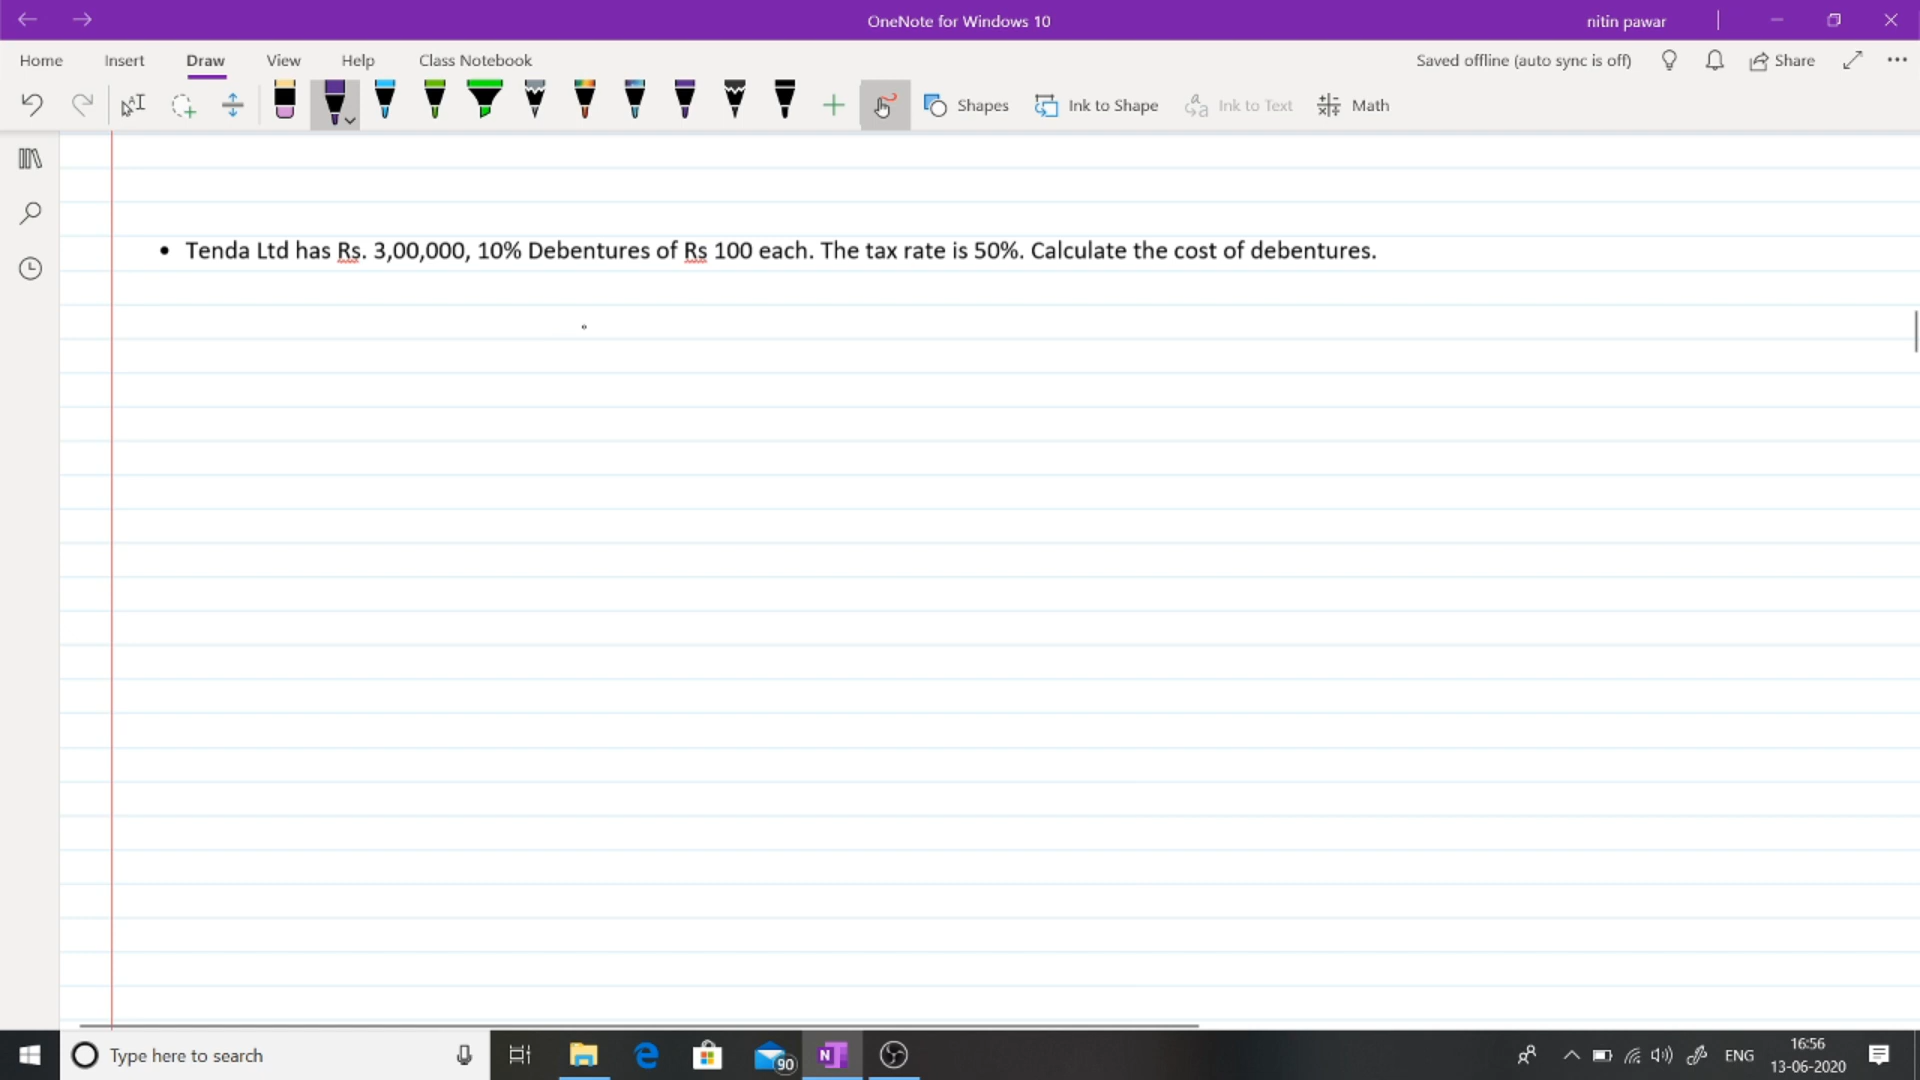 OneNote for Windows 10
nitin pawar
Home Insert Draw View Help Class Notebook
Saved offline (auto sync is off) Share
Shapes Ink to Shape Ink to Text Math
• Tenda Ltd has Rs. 3,00,000, 10% Debentures of Rs 100 each. The tax rate is 50%. Calculate the cost of debentures.
Type here to search
90
N
ENG
16:56
13-06-2020